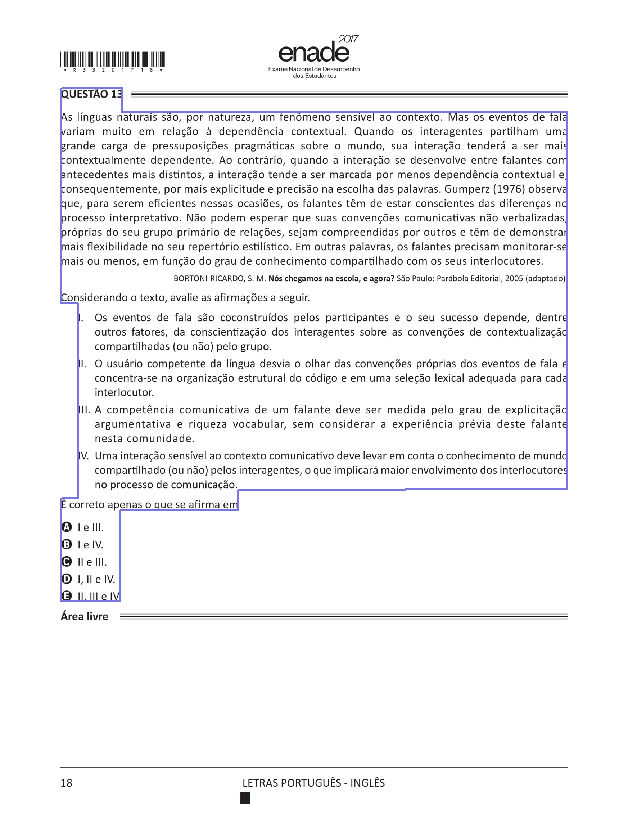 *R33201718*
enade 2017
Exame Nacional de Desempenho
dos Estudantes
QUESTÃO 13
As línguas naturais são, por natureza, um fenômeno sensível ao contexto. Mas os eventos de fala
variam muito em relação à dependência contextual. Quando os interagentes partilham uma
grande carga de pressuposições pragmáticas sobre o mundo, sua interação tenderá a ser mais
contextualmente dependente. Ao contrário, quando a interação se desenvolve entre falantes com
antecedentes mais distintos, a interação tende a ser marcada por menos dependência contextual e,
consequentemente, por mais explicitude e precisão na escolha das palavras. Gumperz (1976) observa
que, para serem eficientes nessas ocasiões, os falantes têm de estar conscientes das diferenças no
processo interpretativo. Não podem esperar que suas convenções comunicativas não verbalizadas,
próprias do seu grupo primário de relações, sejam compreendidas por outros e têm de demonstrar
mais flexibilidade no seu repertório estilístico. Em outras palavras, os falantes precisam monitorar-se
mais ou menos, em função do grau de conhecimento compartilhado com os seus interlocutores.
BORTONI-RICARDO, S. M. Nós chegamos na escola, e agora? São Paulo: Parábola Editorial, 2005 (adaptado).
Considerando o texto, avalie as afirmações a seguir.
I. Os eventos de fala são coconstruídos pelos participantes e o seu sucesso depende, dentre
outros fatores, da conscientização dos interagentes sobre as convenções de contextualização
compartilhadas (ou não) pelo grupo.
II. O usuário competente da língua desvia o olhar das convenções próprias dos eventos de fala e
concentra-se na organização estrutural do código e em uma seleção lexical adequada para cada
interlocutor.
III. A competência comunicativa de um falante deve ser medida pelo grau de explicitação
argumentativa e riqueza vocabular, sem considerar a experiência prévia deste falante
nesta comunidade.
IV. Uma interação sensível ao contexto comunicativo deve levar em conta o conhecimento de mundo
compartilhado (ou não) pelos interagentes, o que implicará maior envolvimento dos interlocutores
no processo de comunicação.
É correto apenas o que se afirma em
A I e III.
B I e IV.
C II e III.
D I, II e IV.
E II, III e IV
Área livre
18
LETRAS PORTUGUÊS - INGLÊS